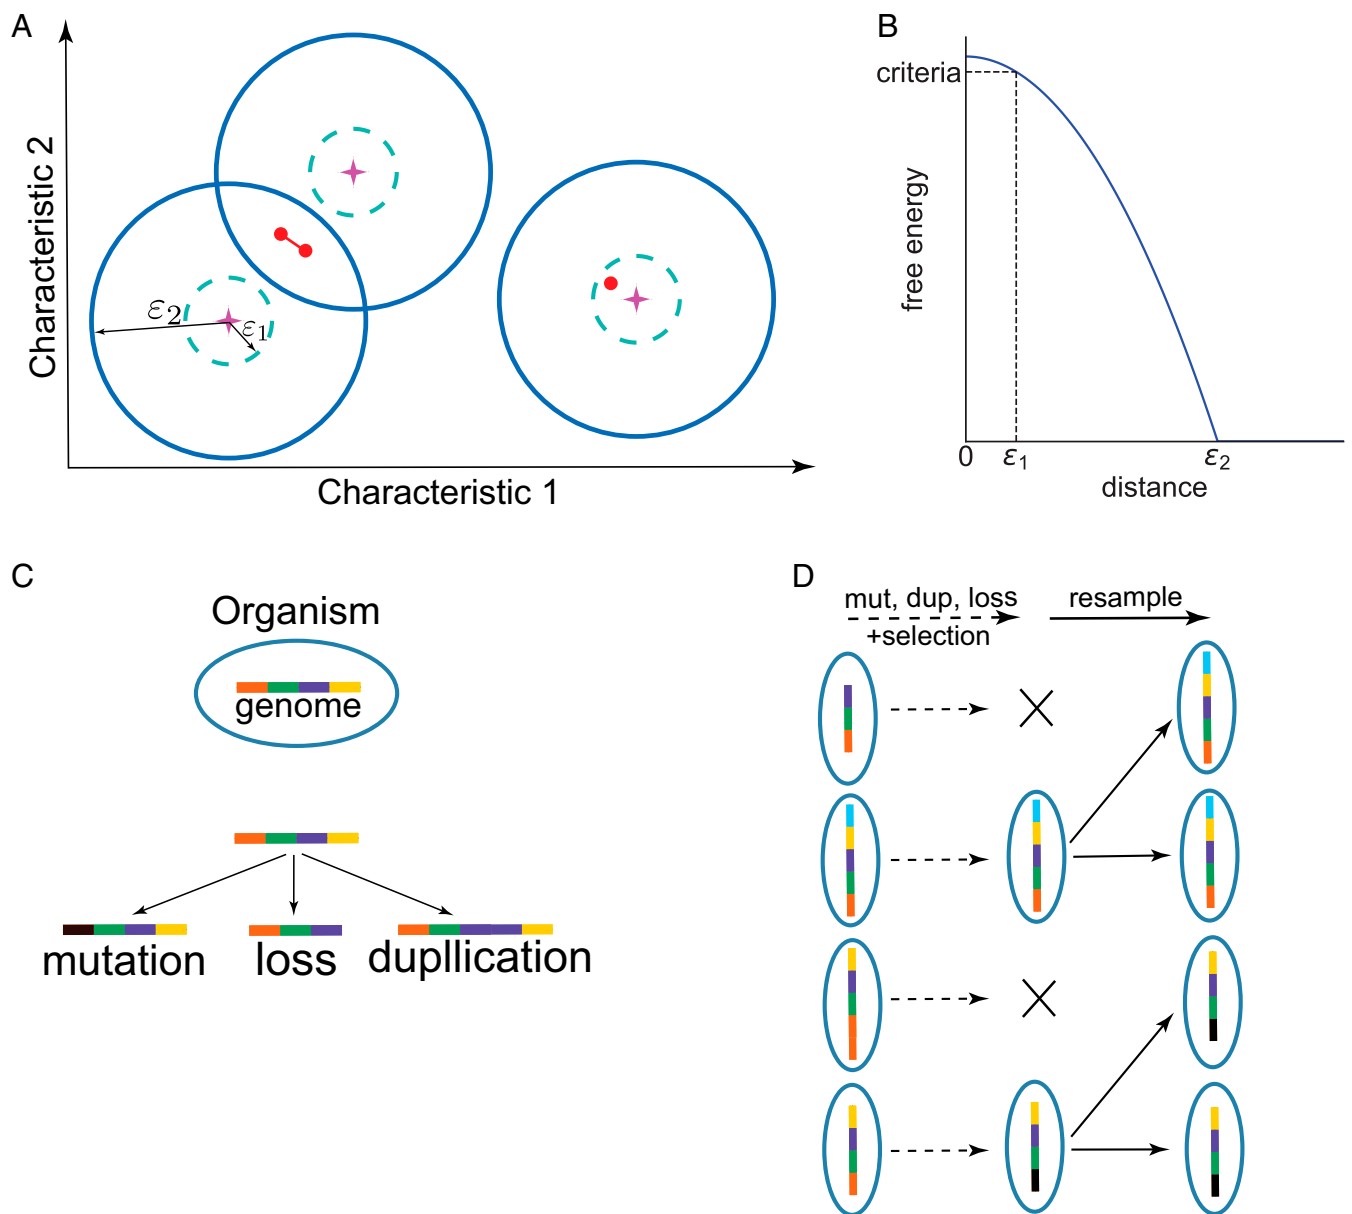 A
Characteristic 2
ε2
ε1
Characteristic 1
B
criteria
free energy
0
ε1
ε2
distance
C
Organism
genome
mutation
loss
dupllication
D
mut, dup, loss
+selection
resample